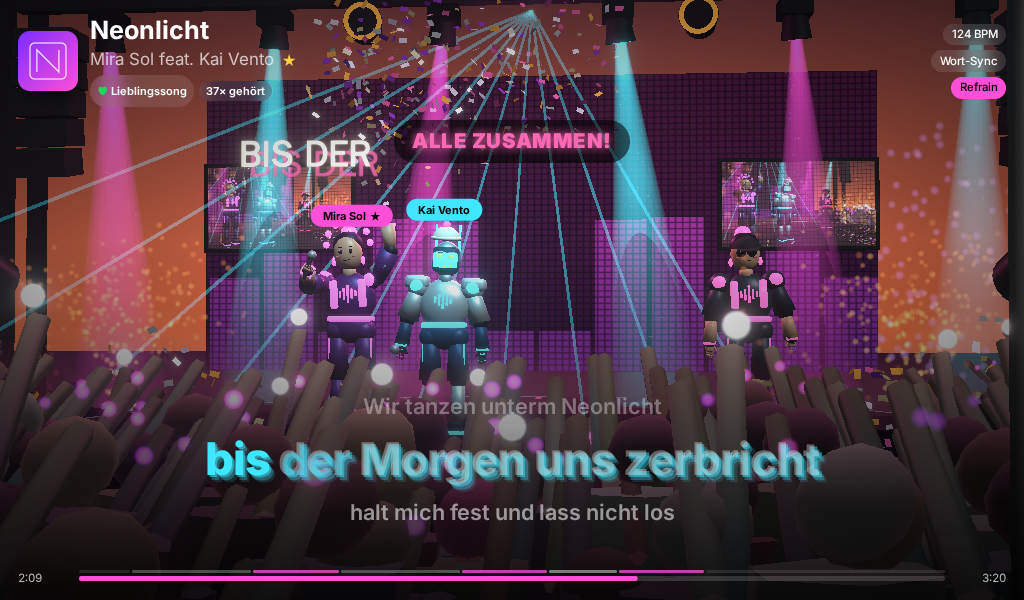 Neonlicht
Mira Sol feat. Kai Vento ★
♥ Lieblingssong
37× gehört
124 BPM
Wort-Sync
Refrain
N
ALLE ZUSAMMEN!
BIS DER
Mira Sol ★
Kai Vento
Wir tanzen unterm Neonlicht
bis der Morgen uns zerbricht
halt mich fest und lass nicht los
2:09
3:20